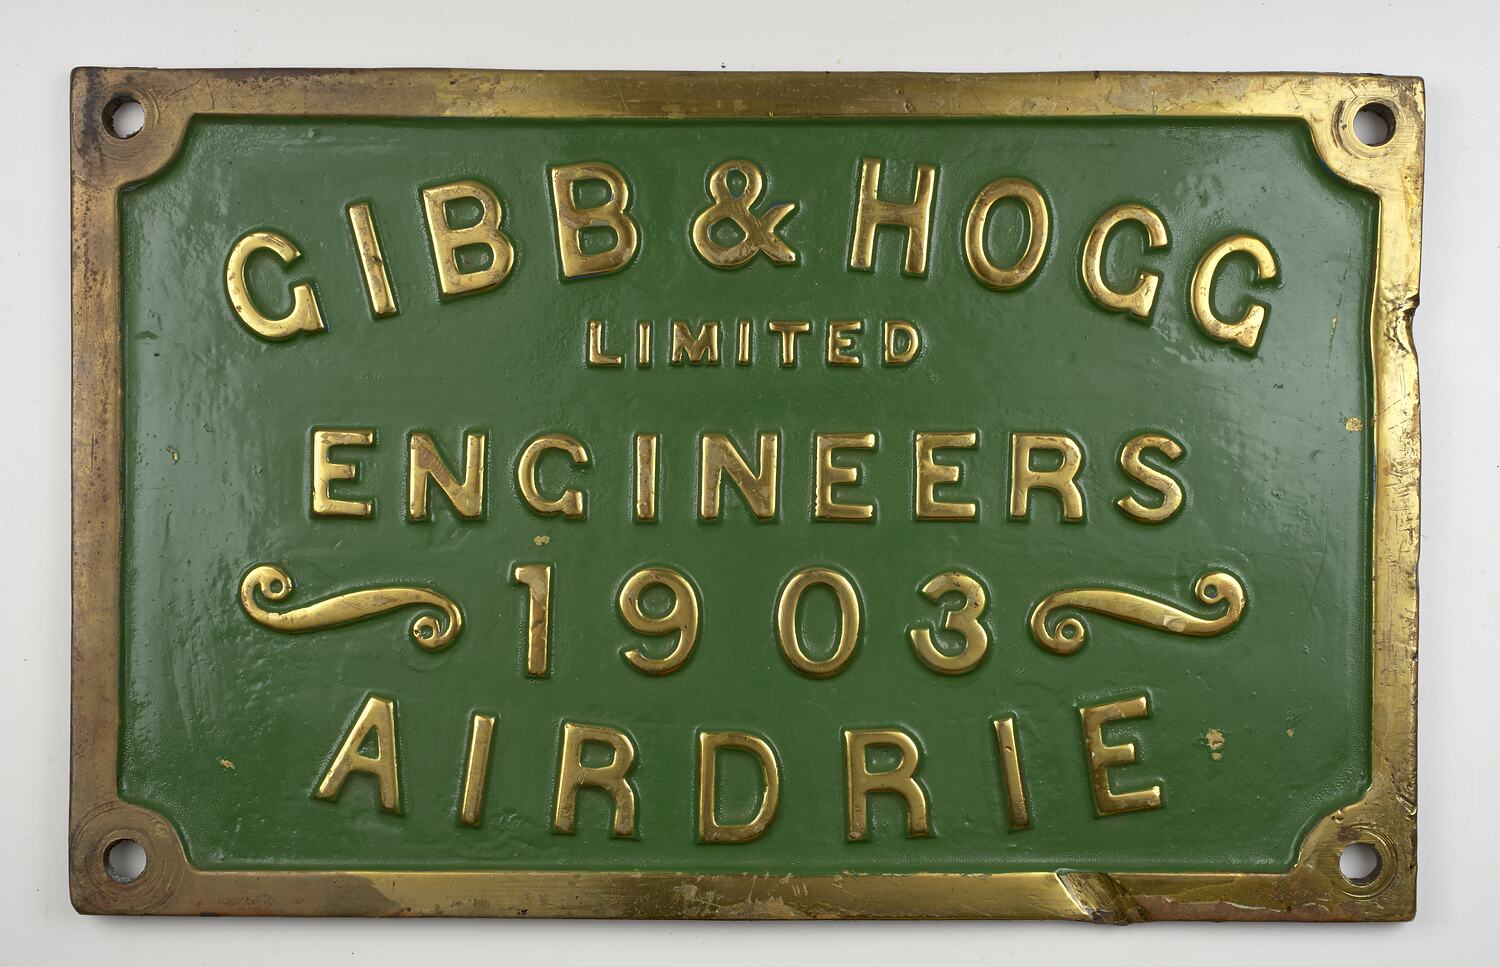 GIBB & HOGG
LIMITED
ENGINEERS
1903
AIRDRIE